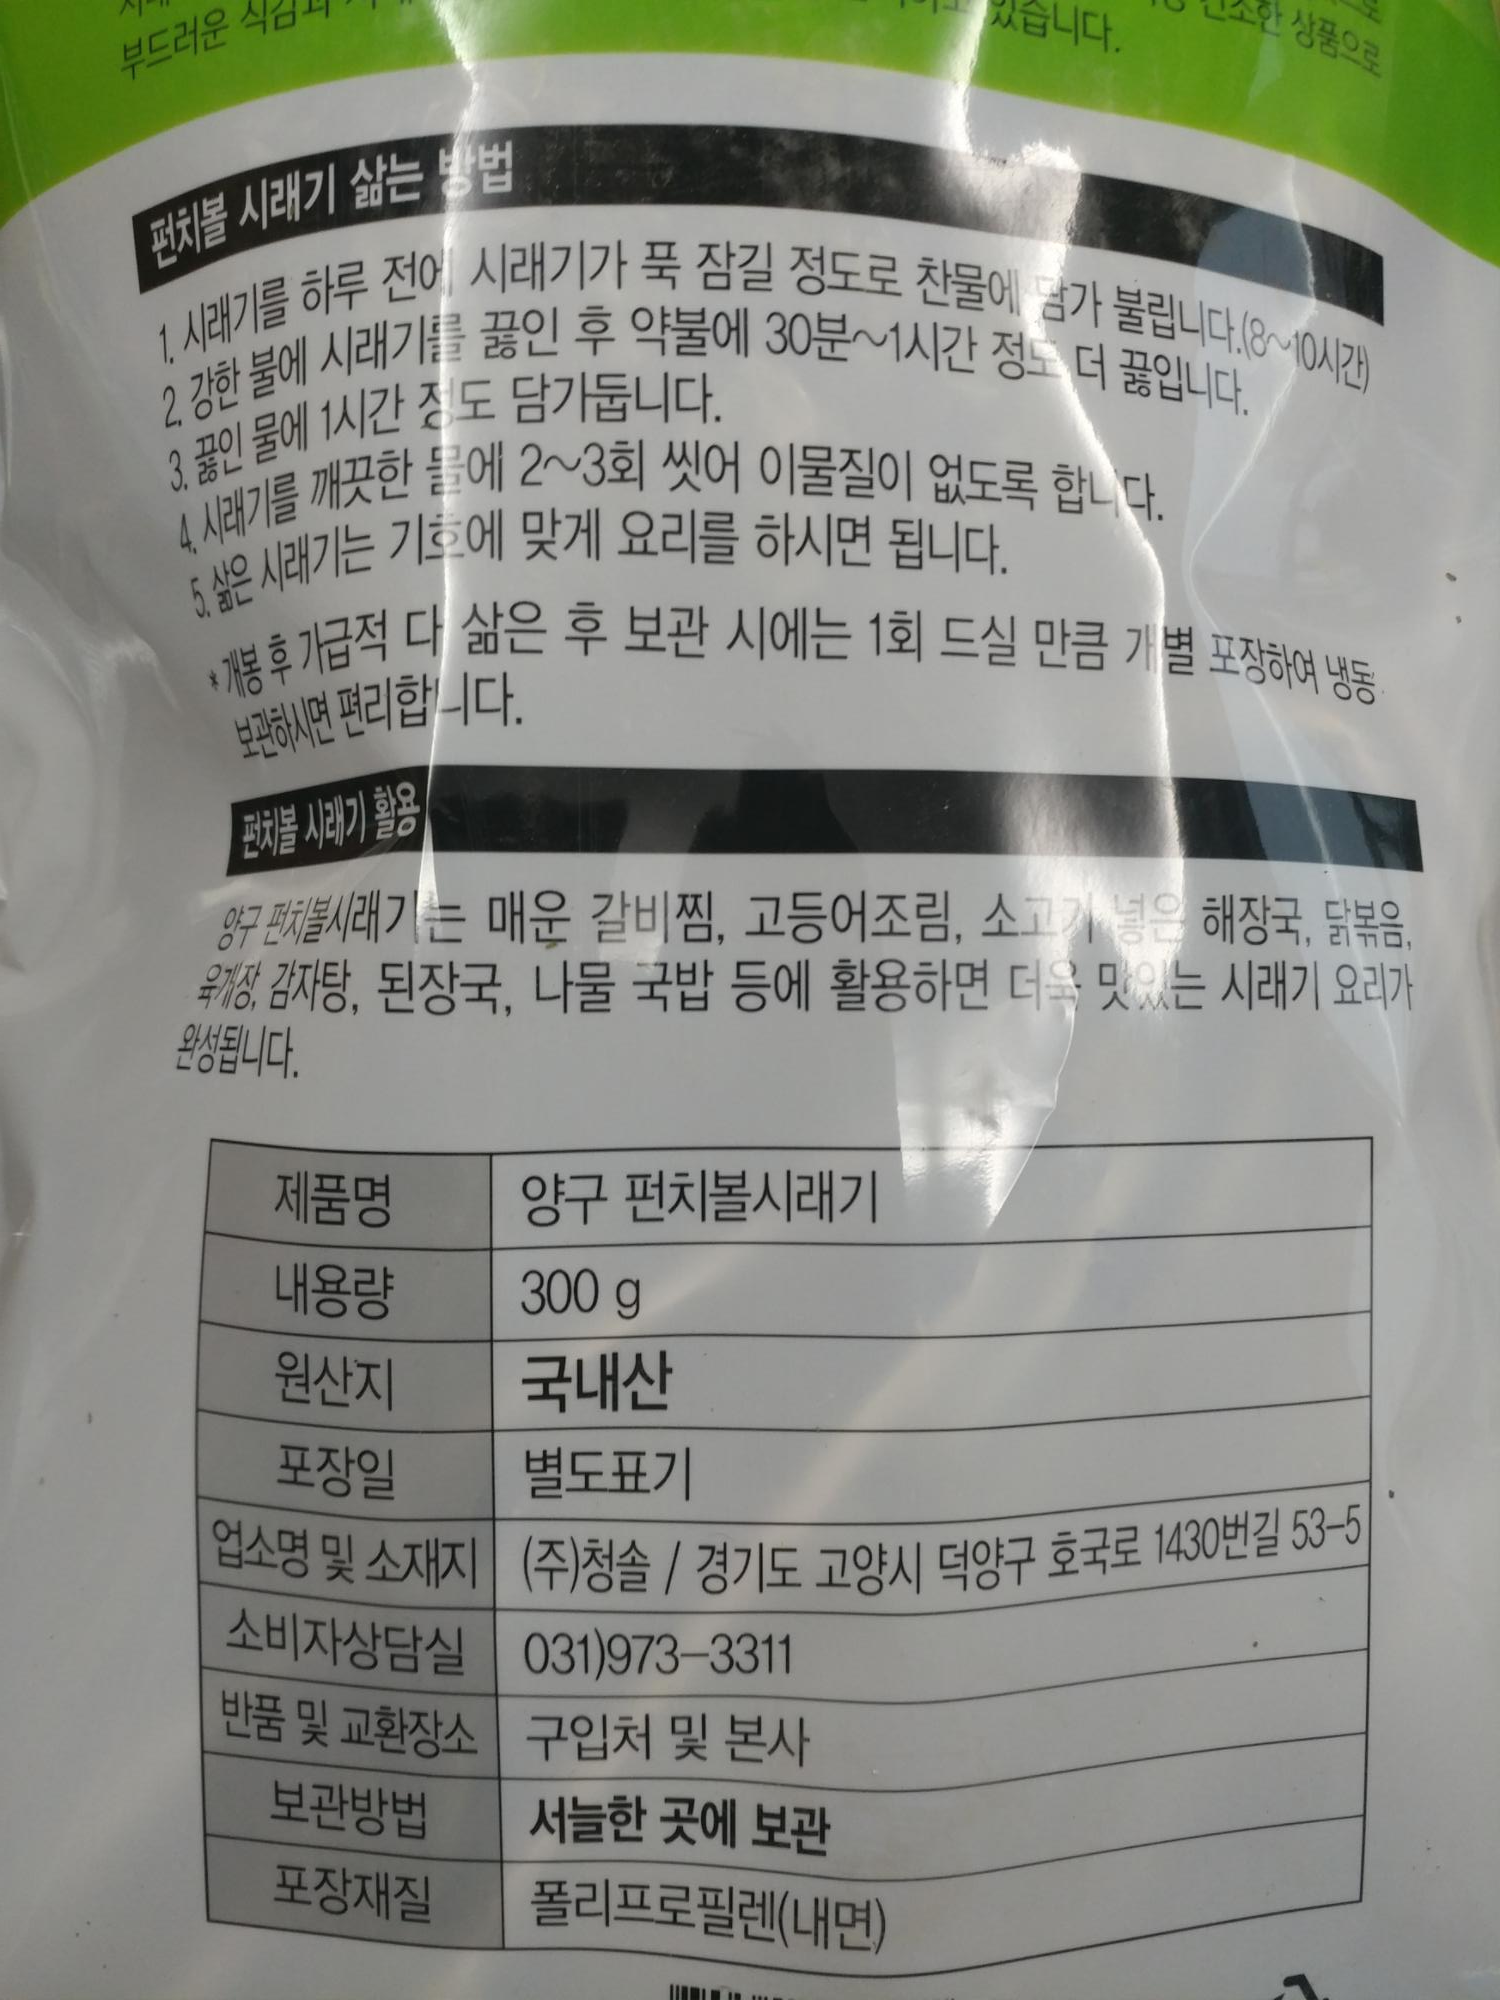 부드러운 식감과
있습니다.
간소한 상품으로
펀치볼 시래기 삶는 방법
1. 시래기를 하루 전에 시래기가 푹 잠길 정도로 찬물에 담가 불립니다.(8~10시간)
2. 강한 불에 시래기를 끓인 후 약불에 30분~1시간 정도 더 끓입니다.
3. 끓인 물에 1시간 정도 담가둡니다.
4. 시래기를 깨끗한 물에 2~3회 씻어 이물질이 없도록 합니다.
5. 삶은 시래기는 기호에 맞게 요리를 하시면 됩니다.
* 개봉 후 가급적 다 삶은 후 보관 시에는 1회 드실 만큼 개별 포장하여 냉동
보관하시면 편리합니다.
펀치볼 시래기 활용
양구 펀치볼시래기는 매운 갈비찜, 고등어조림, 소고기 넣은 해장국, 닭볶음,
육개장, 감자탕, 된장국, 나물 국밥 등에 활용하면 더욱 맛있는 시래기 요리가
완성됩니다.
제품명 양구 펀치볼시래기
내용량 300 g
원산지 국내산
포장일 별도표기
업소명 및 소재지 (주)청솔 / 경기도 고양시 덕양구 호국로 1430번길 53-5
소비자상담실 031)973-3311
반품 및 교환장소 구입처 및 본사
보관방법 서늘한 곳에 보관
포장재질 폴리프로필렌(내면)